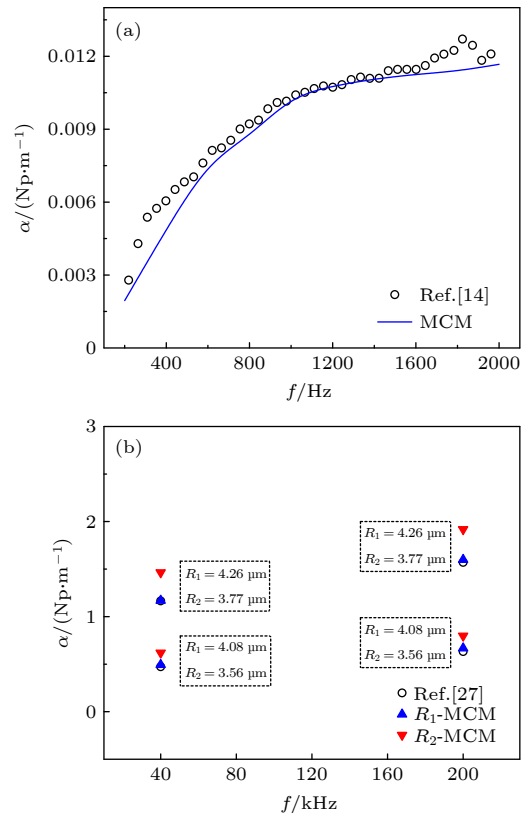 (a)
0.012
0.009
0.006
0.003
0
α/(Np·m⁻¹)
Ref.[14]
MCM
400
800
1200
1600
2000
f/Hz
(b)
3
2
1
0
α/(Np·m⁻¹)
R₁ = 4.26 µm
R₂ = 3.77 µm
R₁ = 4.08 µm
R₂ = 3.56 µm
R₁ = 4.26 µm
R₂ = 3.77 µm
R₁ = 4.08 µm
R₂ = 3.56 µm
Ref.[27]
R₁-MCM
R₂-MCM
40
80
120
160
200
f/kHz